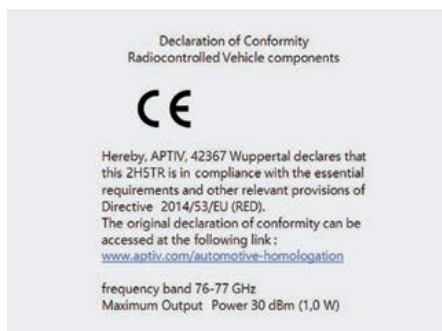 Declaration of Conformity
Radiocontrolled Vehicle components
CE
Hereby, APTIV, 42367 Wuppertal declares that
this 2H5TR is in compliance with the essential
requirements and other relevant provisions of
Directive 2014/53/EU (RED).
The original declaration of conformity can be
accessed at the following link :
www.aptiv.com/automotive-homologation
frequency band 76-77 GHz
Maximum Output Power 30 dBm (1,0 W)